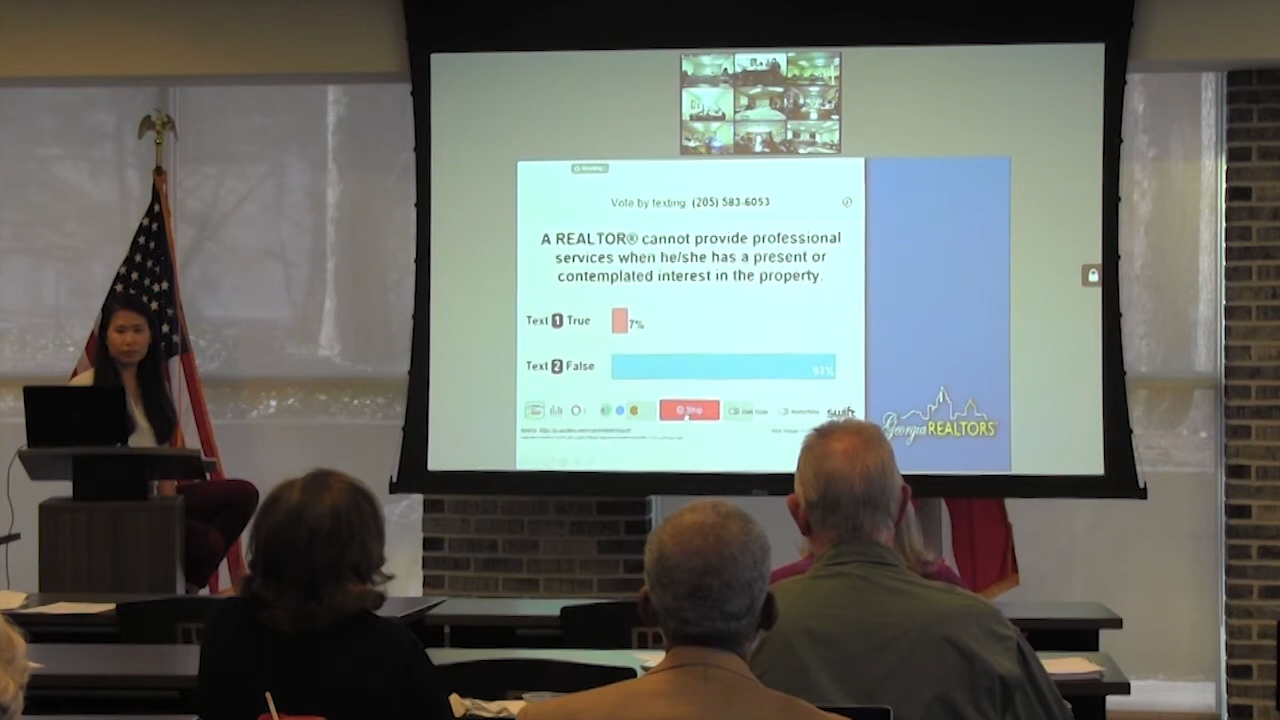 Vote by texting (205) 583-6053
A REALTOR® cannot provide professional
services when he/she has a present or
contemplated interest in the property.
Text 1 True
7%
Text 2 False
93%
Stop
swift
Georgia REALTORS®